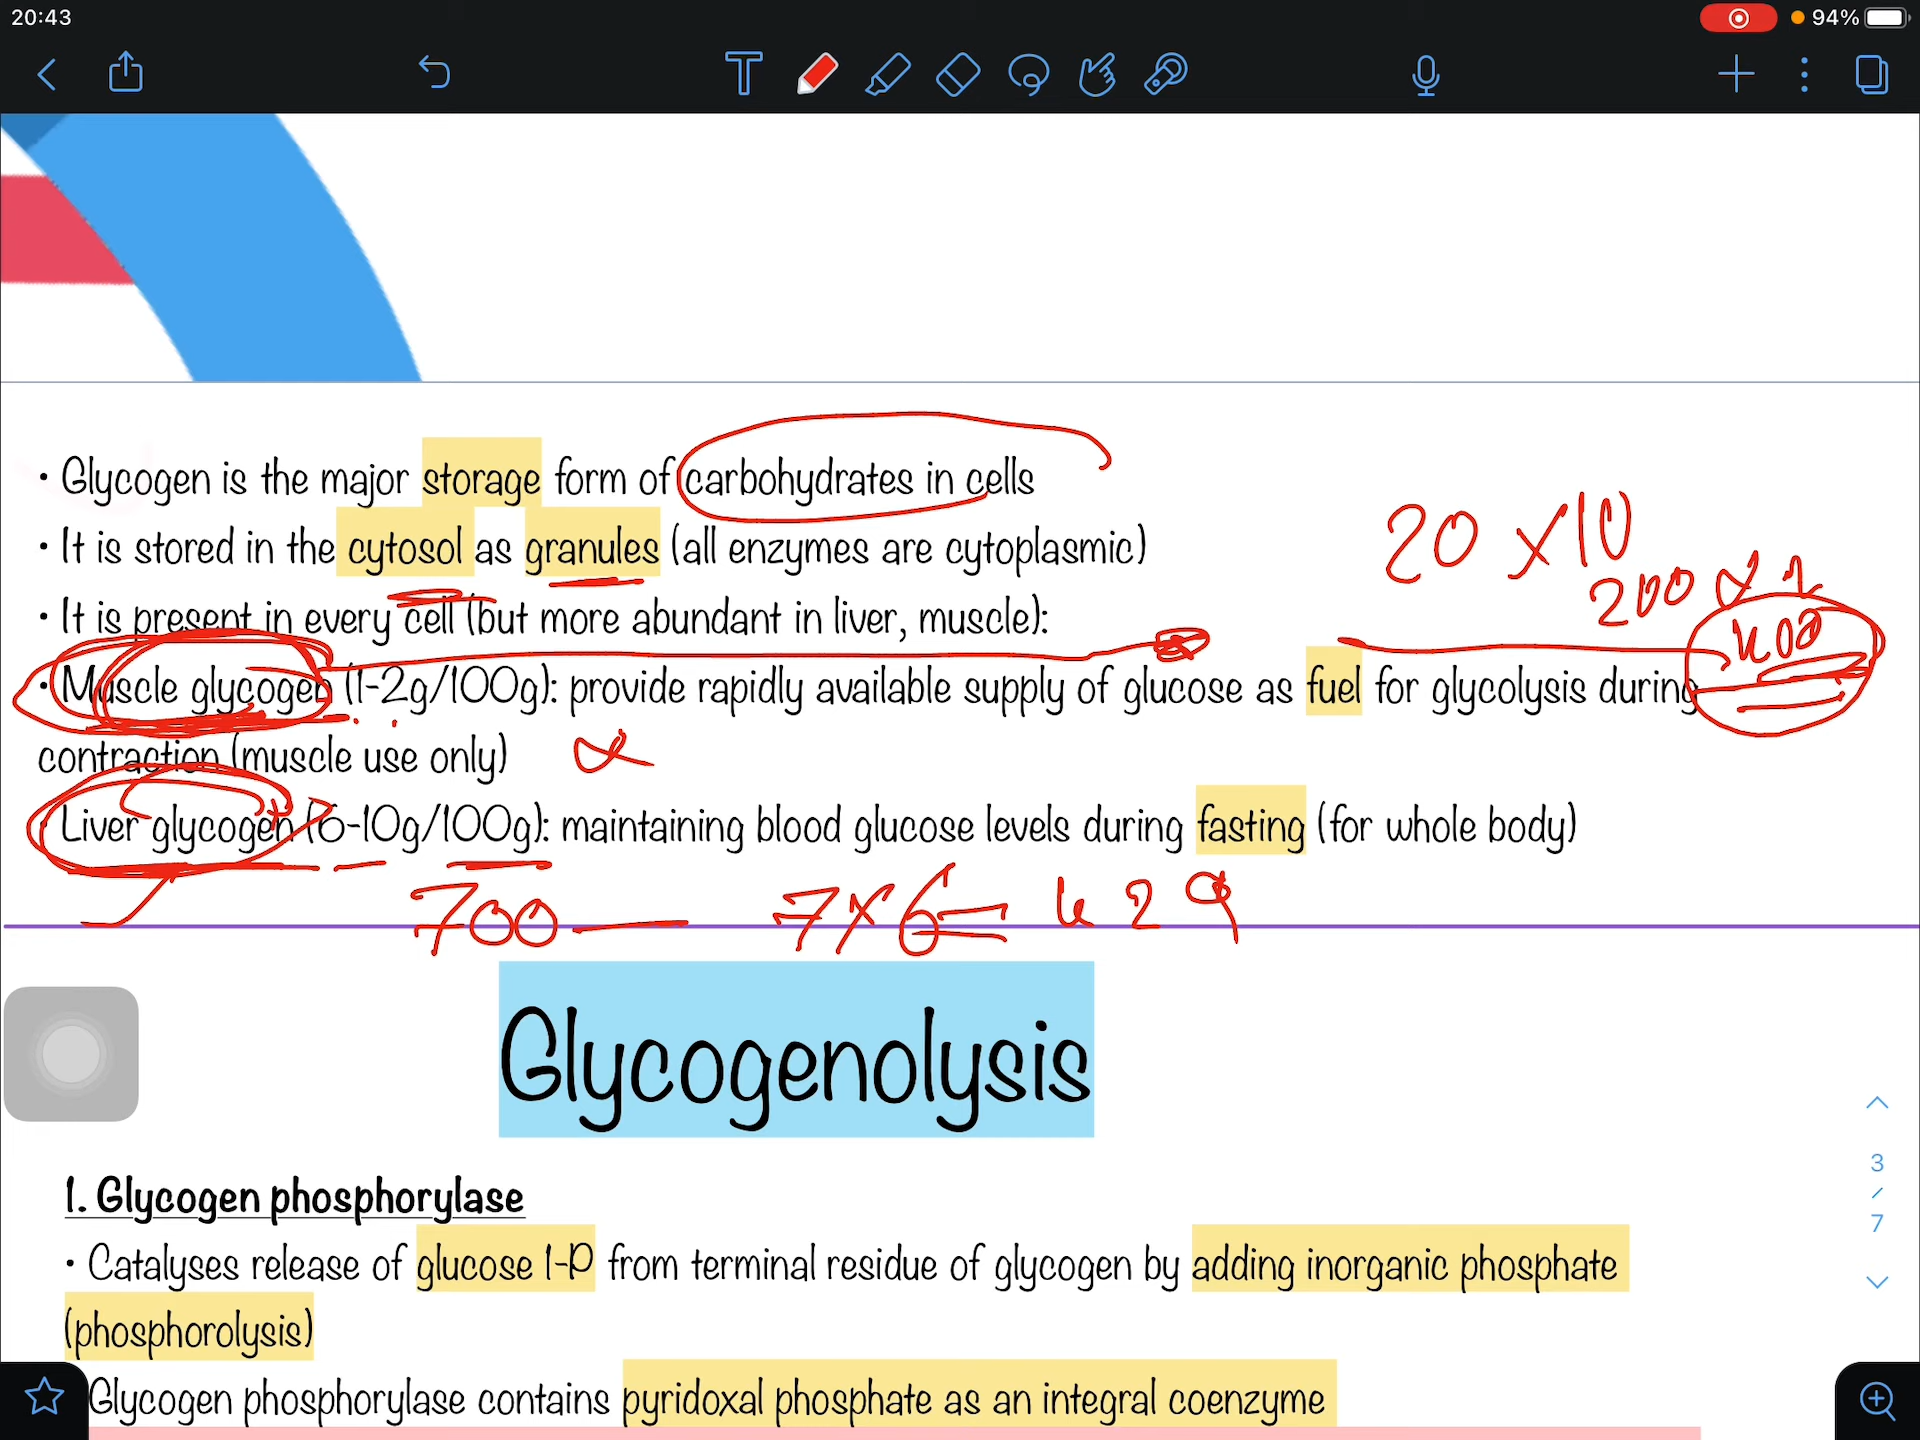 20:43
94%
• Glycogen is the major storage form of carbohydrates in cells
• It is stored in the cytosol as granules (all enzymes are cytoplasmic)
20 x 10
200 x 2
• It is present in every cell (but more abundant in liver, muscle):
400
• Muscle glycogen (1-2g/100g): provide rapidly available supply of glucose as fuel for glycolysis during
contraction (muscle use only)
• Liver glycogen (6-10g/100g): maintaining blood glucose levels during fasting (for whole body)
700 — 7x6= 42 g
Glycogenolysis
1. Glycogen phosphorylase
• Catalyses release of glucose 1-P from terminal residue of glycogen by adding inorganic phosphate
(phosphorolysis)
Glycogen phosphorylase contains pyridoxal phosphate as an integral coenzyme
3
/
7